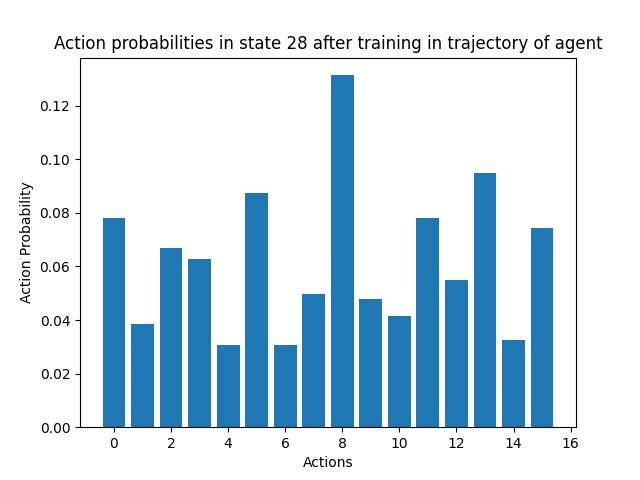 Action probabilities in state 28 after training in trajectory of agent
Action Probability
0.12
0.10
0.08
0.06
0.04
0.02
0.00
0 2 4 6 8 10 12 14 16
Actions